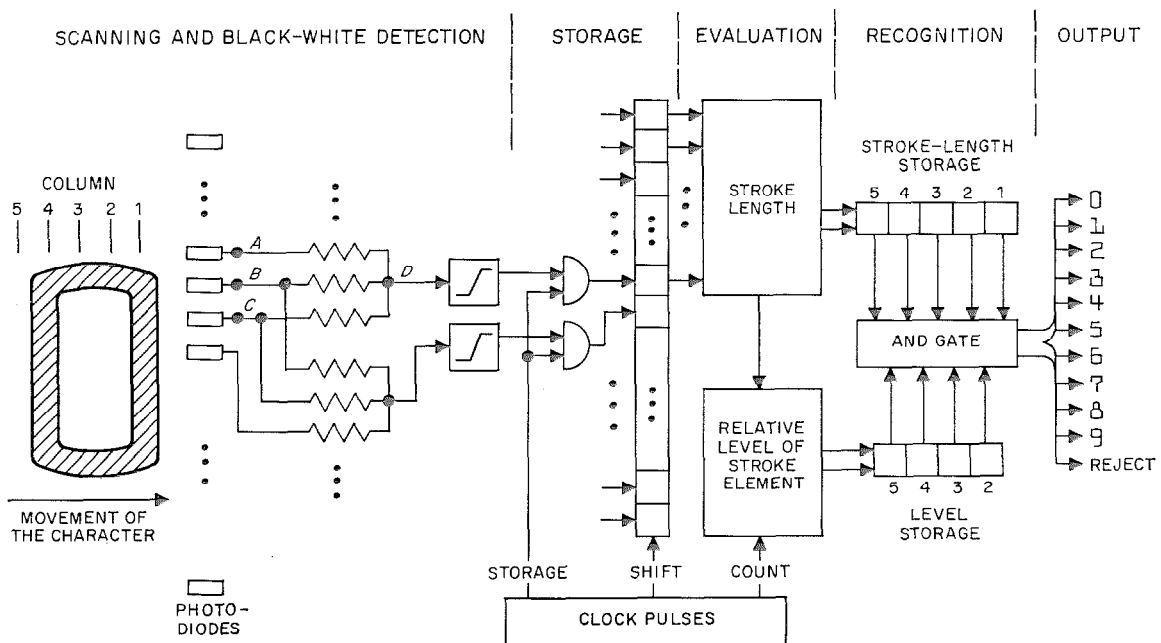 SCANNING AND BLACK-WHITE DETECTION
STORAGE
EVALUATION
RECOGNITION
OUTPUT
COLUMN
5 4 3 2 1
A
B
C
D
MOVEMENT OF
THE CHARACTER
PHOTO-
DIODES
STROKE
LENGTH
RELATIVE
LEVEL OF
STROKE
ELEMENT
STROKE-LENGTH
STORAGE
5 4 3 2 1
AND GATE
5 4 3 2
LEVEL
STORAGE
0
1
2
3
4
5
6
7
8
9
REJECT
STORAGE
SHIFT
COUNT
CLOCK PULSES